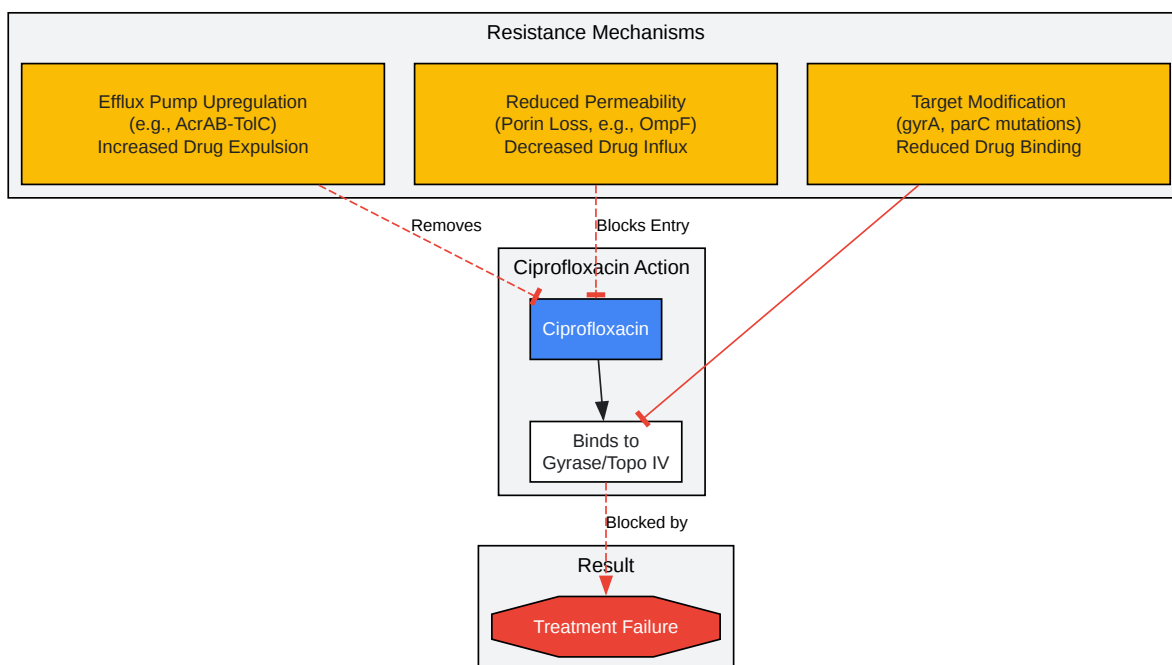 Resistance Mechanisms
Efflux Pump Upregulation
(e.g., AcrAB-TolC)
Increased Drug Expulsion
Reduced Permeability
(Porin Loss, e.g., OmpF)
Decreased Drug Influx
Target Modification
(gyrA, parC mutations)
Reduced Drug Binding
Removes
Blocks Entry
Ciprofloxacin Action
Ciprofloxacin
Binds to
Gyrase/Topo IV
Blocked by
Result
Treatment Failure